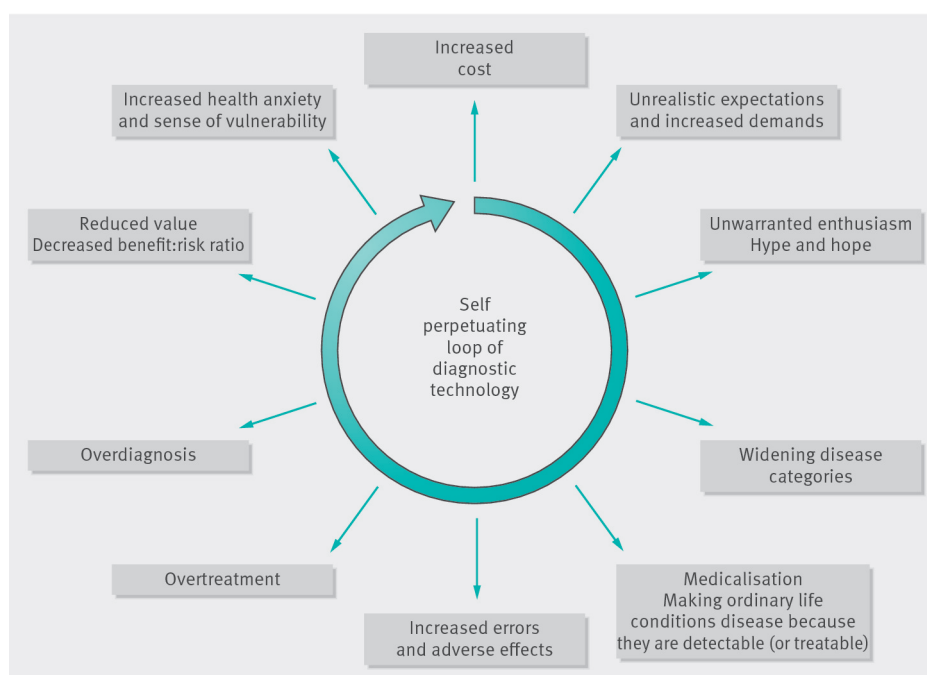 Increased
cost
Unrealistic expectations
and increased demands
Unwarranted enthusiasm
Hype and hope
Widening disease
categories
Medicalisation
Making ordinary life
conditions disease because
they are detectable (or treatable)
Increased errors
and adverse effects
Overtreatment
Overdiagnosis
Reduced value
Decreased benefit:risk ratio
Increased health anxiety
and sense of vulnerability
Self
perpetuating
loop of
diagnostic
technology